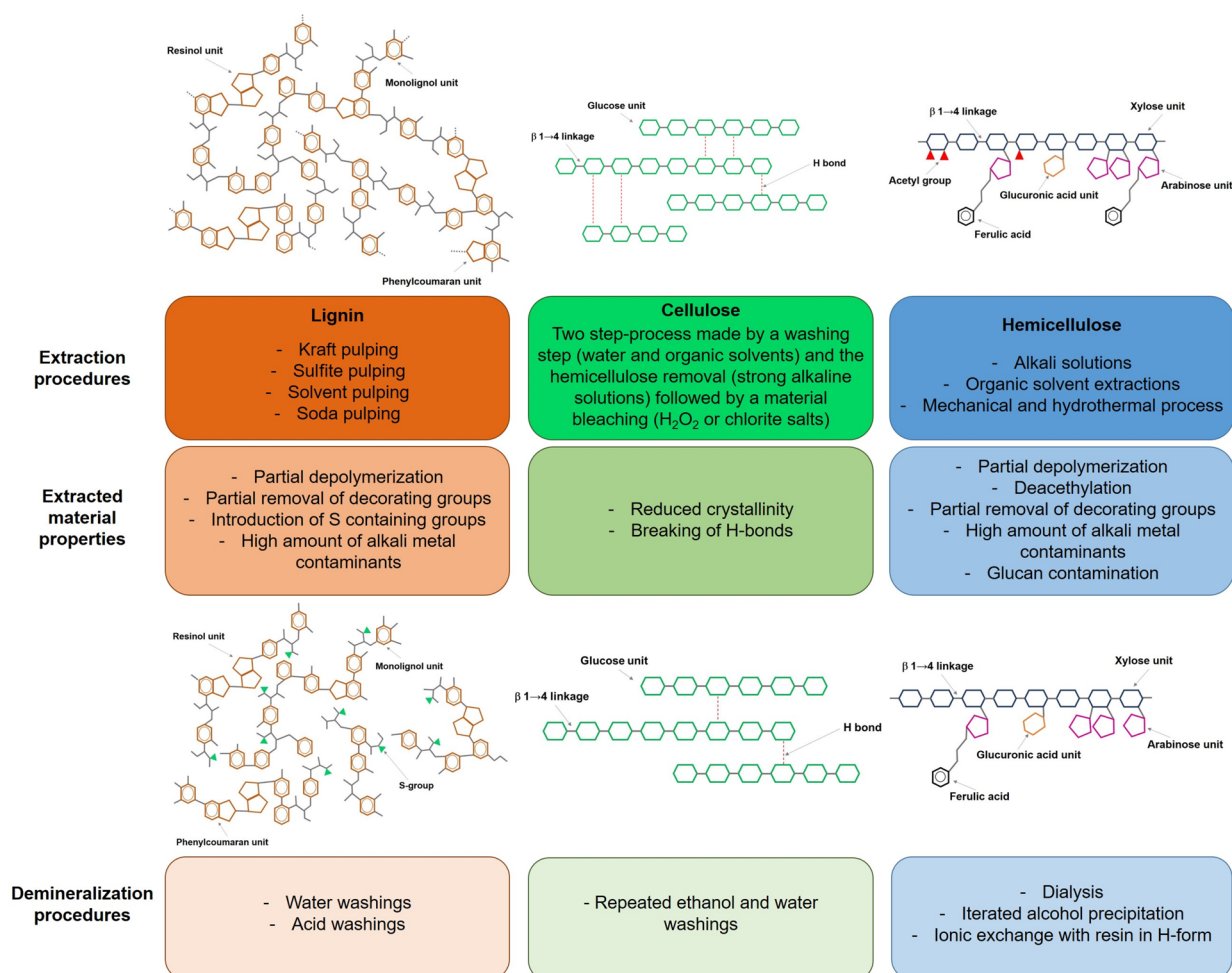 Resinol unit
Monolignol unit
Phenylcoumaran unit
Glucose unit
β 1→4 linkage
H bond
β 1→4 linkage
Xylose unit
Acetyl group
Glucuronic acid unit
Arabinose unit
Ferulic acid
Extraction
procedures
Lignin
- Kraft pulping
- Sulfite pulping
- Solvent pulping
- Soda pulping
Cellulose
Two step-process made by a washing
step (water and organic solvents) and the
hemicellulose removal (strong alkaline
solutions) followed by a material
bleaching (H₂O₂ or chlorite salts)
Hemicellulose
- Alkali solutions
- Organic solvent extractions
- Mechanical and hydrothermal process
Extracted
material
properties
- Partial depolymerization
- Partial removal of decorating groups
- Introduction of S containing groups
- High amount of alkali metal
contaminants
- Reduced crystallinity
- Breaking of H-bonds
- Partial depolymerization
- Deacethylation
- Partial removal of decorating groups
- High amount of alkali metal
contaminants
- Glucan contamination
Resinol unit
Monolignol unit
S-group
Phenylcoumaran unit
Glucose unit
β 1→4 linkage
H bond
β 1→4 linkage
Xylose unit
Glucuronic acid unit
Arabinose unit
Ferulic acid
Demineralization
procedures
- Water washings
- Acid washings
- Repeated ethanol and water
washings
- Dialysis
- Iterated alcohol precipitation
- Ionic exchange with resin in H-form